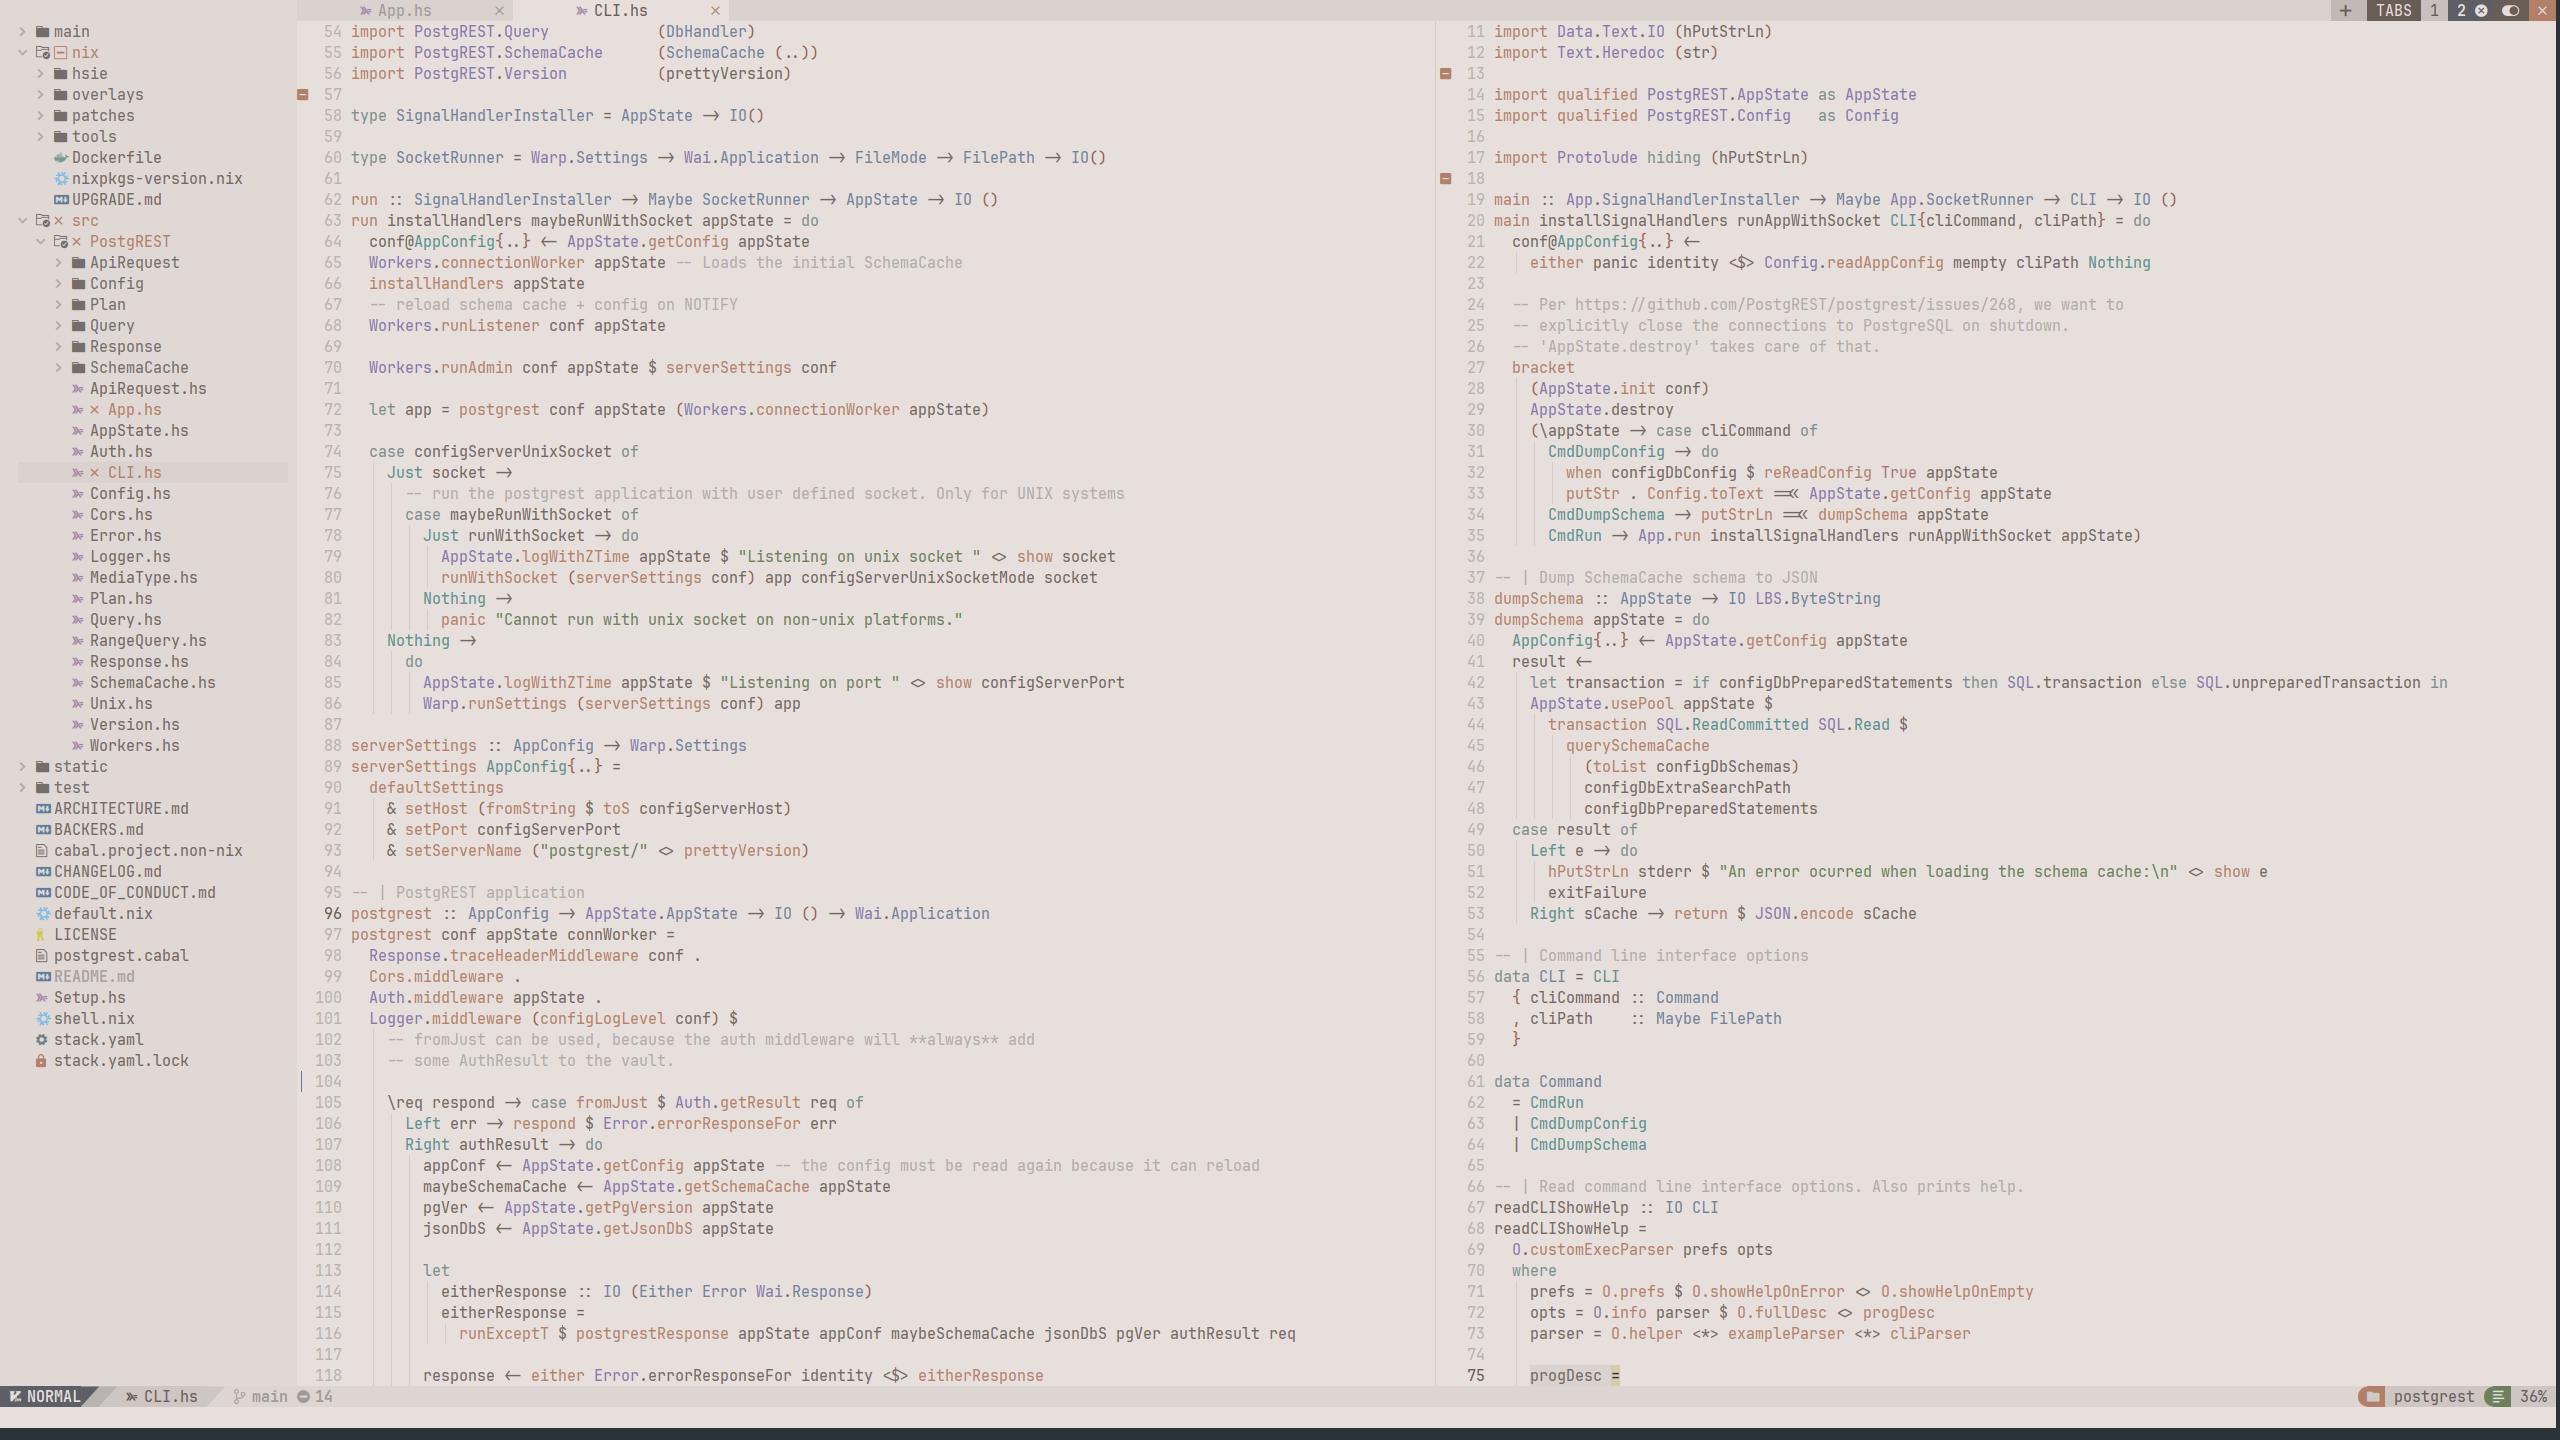 App.hs CLI.hs TABS 1 2
main
nix
hsie
overlays
patches
tools
Dockerfile
nixpkgs-version.nix
UPGRADE.md
src
PostgREST
ApiRequest
Config
Plan
Query
Response
SchemaCache
ApiRequest.hs
App.hs
AppState.hs
Auth.hs
CLI.hs
Config.hs
Cors.hs
Error.hs
Logger.hs
MediaType.hs
Plan.hs
Query.hs
RangeQuery.hs
Response.hs
SchemaCache.hs
Unix.hs
Version.hs
Workers.hs
static
test
ARCHITECTURE.md
BACKERS.md
cabal.project.non-nix
CHANGELOG.md
CODE_OF_CONDUCT.md
default.nix
LICENSE
postgrest.cabal
README.md
Setup.hs
shell.nix
stack.yaml
stack.yaml.lock
54 import PostgREST.Query            (DbHandler)
55 import PostgREST.SchemaCache      (SchemaCache (..))
56 import PostgREST.Version          (prettyVersion)
57
58 type SignalHandlerInstaller = AppState -> IO()
59
60 type SocketRunner = Warp.Settings -> Wai.Application -> FileMode -> FilePath -> IO()
61
62 run :: SignalHandlerInstaller -> Maybe SocketRunner -> AppState -> IO ()
63 run installHandlers maybeRunWithSocket appState = do
64   conf@AppConfig{..} <- AppState.getConfig appState
65   Workers.connectionWorker appState -- Loads the initial SchemaCache
66   installHandlers appState
67   -- reload schema cache + config on NOTIFY
68   Workers.runListener conf appState
69
70   Workers.runAdmin conf appState $ serverSettings conf
71
72   let app = postgrest conf appState (Workers.connectionWorker appState)
73
74   case configServerUnixSocket of
75     Just socket ->
76       -- run the postgrest application with user defined socket. Only for UNIX systems
77       case maybeRunWithSocket of
78         Just runWithSocket -> do
79           AppState.logWithZTime appState $ "Listening on unix socket " <> show socket
80           runWithSocket (serverSettings conf) app configServerUnixSocketMode socket
81         Nothing ->
82           panic "Cannot run with unix socket on non-unix platforms."
83     Nothing ->
84       do
85         AppState.logWithZTime appState $ "Listening on port " <> show configServerPort
86         Warp.runSettings (serverSettings conf) app
87
88 serverSettings :: AppConfig -> Warp.Settings
89 serverSettings AppConfig{..} =
90   defaultSettings
91     & setHost (fromString $ toS configServerHost)
92     & setPort configServerPort
93     & setServerName ("postgrest/" <> prettyVersion)
94
95 -- | PostgREST application
96 postgrest :: AppConfig -> AppState.AppState -> IO () -> Wai.Application
97 postgrest conf appState connWorker =
98   Response.traceHeaderMiddleware conf .
99   Cors.middleware .
100   Auth.middleware appState .
101   Logger.middleware (configLogLevel conf) $
102     -- fromJust can be used, because the auth middleware will **always** add
103     -- some AuthResult to the vault.
104
105     \req respond -> case fromJust $ Auth.getResult req of
106       Left err -> respond $ Error.errorResponseFor err
107       Right authResult -> do
108         appConf <- AppState.getConfig appState -- the config must be read again because it can reload
109         maybeSchemaCache <- AppState.getSchemaCache appState
110         pgVer <- AppState.getPgVersion appState
111         jsonDbS <- AppState.getJsonDbS appState
112
113         let
114           eitherResponse :: IO (Either Error Wai.Response)
115           eitherResponse =
116             runExceptT $ postgrestResponse appState appConf maybeSchemaCache jsonDbS pgVer authResult req
117
118         response <- either Error.errorResponseFor identity <$> eitherResponse
11 import Data.Text.IO (hPutStrLn)
12 import Text.Heredoc (str)
13
14 import qualified PostgREST.AppState as AppState
15 import qualified PostgREST.Config   as Config
16
17 import Protolude hiding (hPutStrLn)
18
19 main :: App.SignalHandlerInstaller -> Maybe App.SocketRunner -> CLI -> IO ()
20 main installSignalHandlers runAppWithSocket CLI{cliCommand, cliPath} = do
21   conf@AppConfig{..} <-
22     either panic identity <$> Config.readAppConfig mempty cliPath Nothing
23
24   -- Per https://github.com/PostgREST/postgrest/issues/268, we want to
25   -- explicitly close the connections to PostgreSQL on shutdown.
26   -- 'AppState.destroy' takes care of that.
27   bracket
28     (AppState.init conf)
29     AppState.destroy
30     (\appState -> case cliCommand of
31       CmdDumpConfig -> do
32         when configDbConfig $ reReadConfig True appState
33         putStr . Config.toText =<< AppState.getConfig appState
34       CmdDumpSchema -> putStrLn =<< dumpSchema appState
35       CmdRun -> App.run installSignalHandlers runAppWithSocket appState)
36
37 -- | Dump SchemaCache schema to JSON
38 dumpSchema :: AppState -> IO LBS.ByteString
39 dumpSchema appState = do
40   AppConfig{..} <- AppState.getConfig appState
41   result <-
42     let transaction = if configDbPreparedStatements then SQL.transaction else SQL.unpreparedTransaction in
43     AppState.usePool appState $
44       transaction SQL.ReadCommitted SQL.Read $
45         querySchemaCache
46           (toList configDbSchemas)
47           configDbExtraSearchPath
48           configDbPreparedStatements
49   case result of
50     Left e -> do
51       hPutStrLn stderr $ "An error ocurred when loading the schema cache:\n" <> show e
52       exitFailure
53     Right sCache -> return $ JSON.encode sCache
54
55 -- | Command line interface options
56 data CLI = CLI
57   { cliCommand :: Command
58   , cliPath    :: Maybe FilePath
59   }
60
61 data Command
62   = CmdRun
63   | CmdDumpConfig
64   | CmdDumpSchema
65
66 -- | Read command line interface options. Also prints help.
67 readCLIShowHelp :: IO CLI
68 readCLIShowHelp =
69   O.customExecParser prefs opts
70   where
71     prefs = O.prefs $ O.showHelpOnError <> O.showHelpOnEmpty
72     opts = O.info parser $ O.fullDesc <> progDesc
73     parser = O.helper <*> exampleParser <*> cliParser
74
75     progDesc =
NORMAL CLI.hs main 14 postgrest 36%